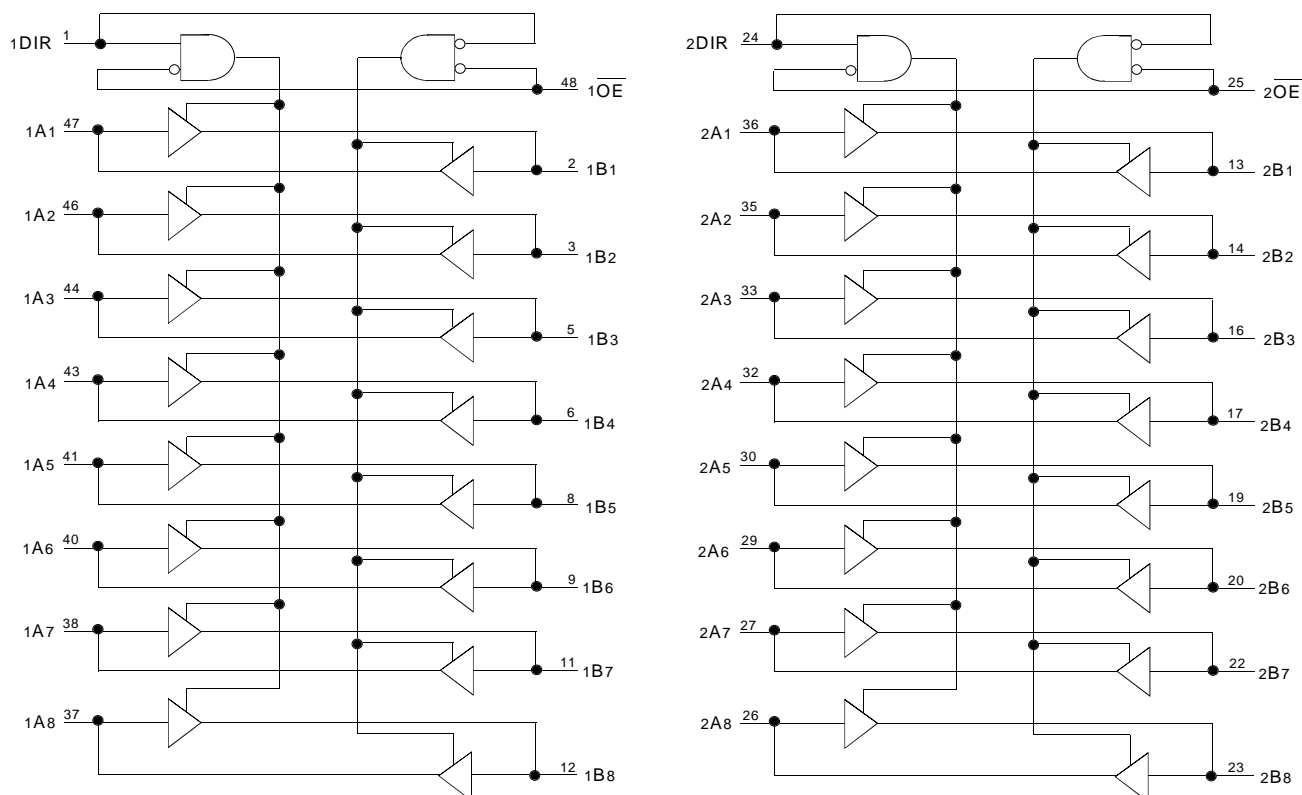 1DIR 1
48 1OE
1A1 47
2 1B1
1A2 46
3 1B2
1A3 44
5 1B3
1A4 43
6 1B4
1A5 41
8 1B5
1A6 40
9 1B6
1A7 38
11 1B7
1A8 37
12 1B8
2DIR 24
25 2OE
2A1 36
13 2B1
2A2 35
14 2B2
2A3 33
16 2B3
2A4 32
17 2B4
2A5 30
19 2B5
2A6 29
20 2B6
2A7 27
22 2B7
2A8 26
23 2B8